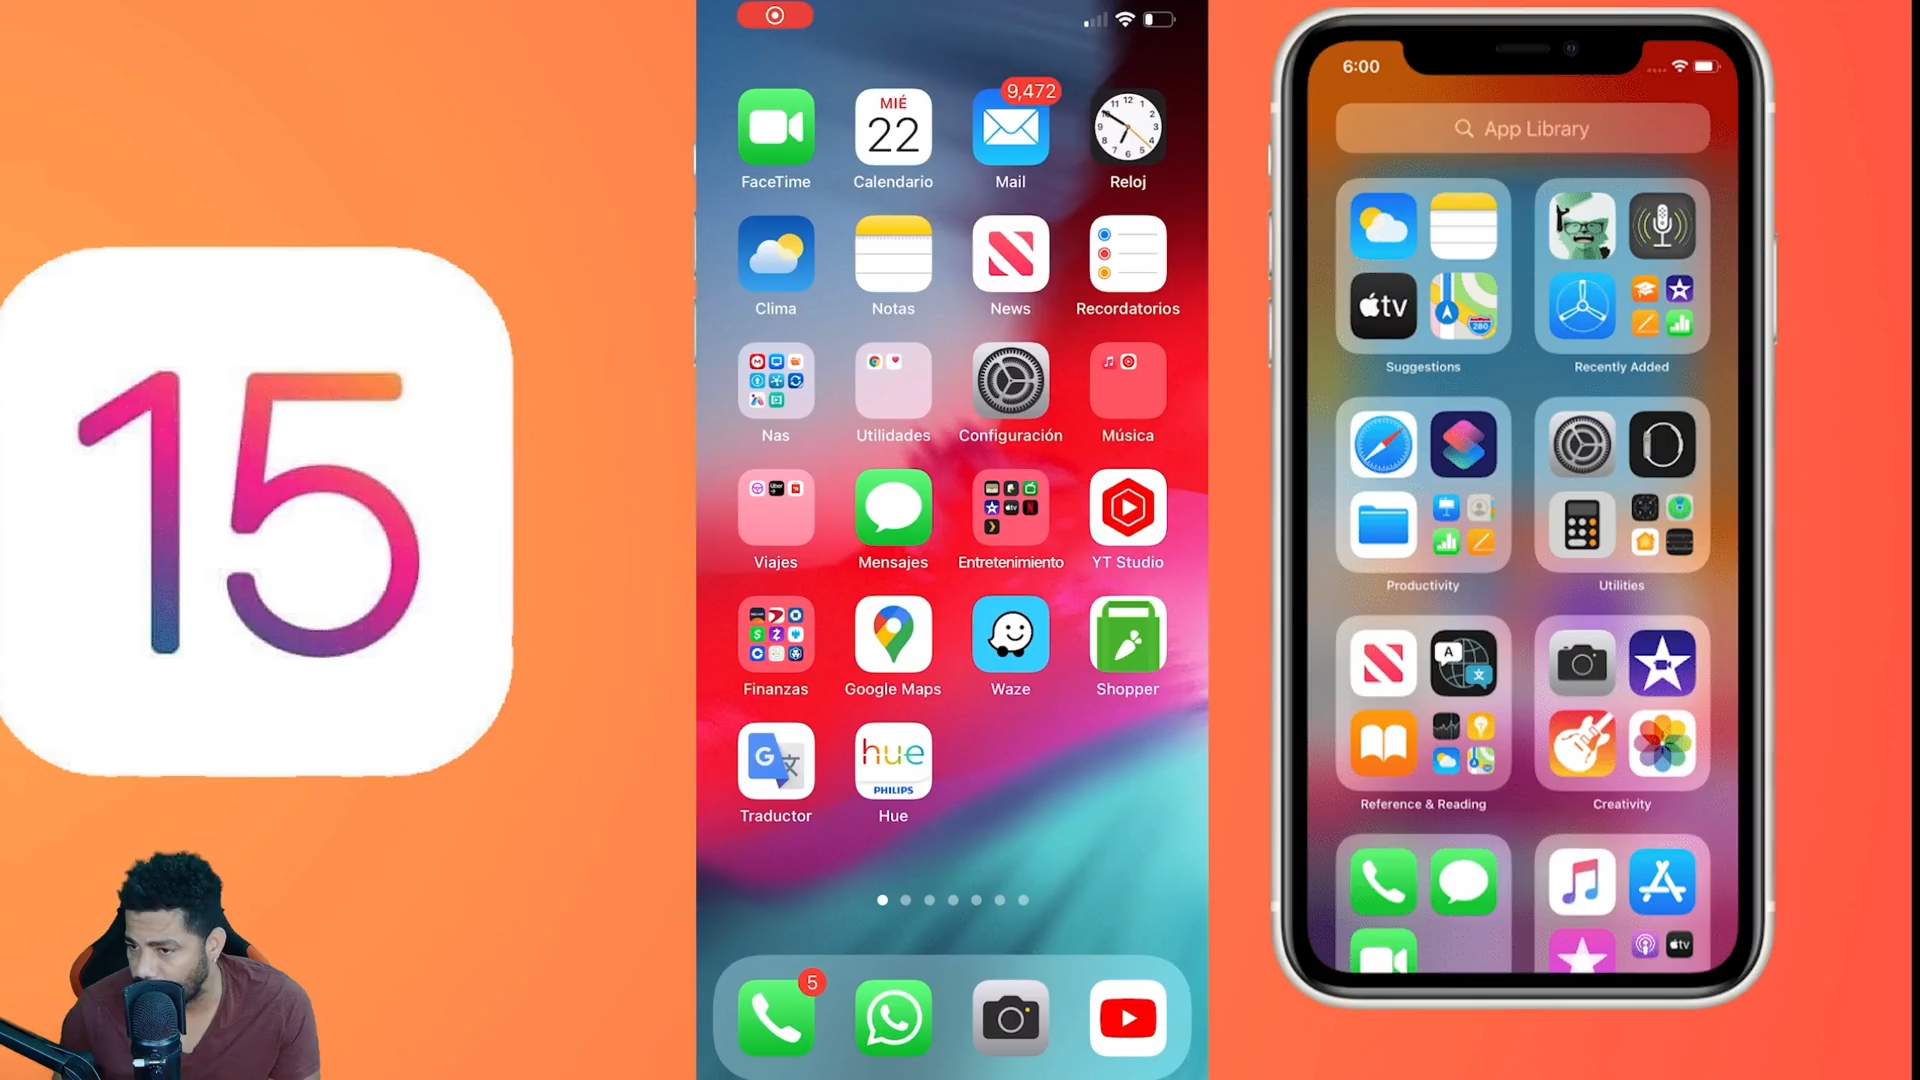 15
MIÉ
22
9,472
FaceTime
Calendario
Mail
Reloj
Clima
Notas
News
Recordatorios
Nas
Utilidades
Configuración
Música
Viajes
Mensajes
Entretenimiento
YT Studio
Finanzas
Google Maps
Waze
Shopper
hue
PHILIPS
Traductor
Hue
5
6:00
App Library
tv
280
Suggestions
Recently Added
Productivity
Utilities
Reference & Reading
Creativity
tv